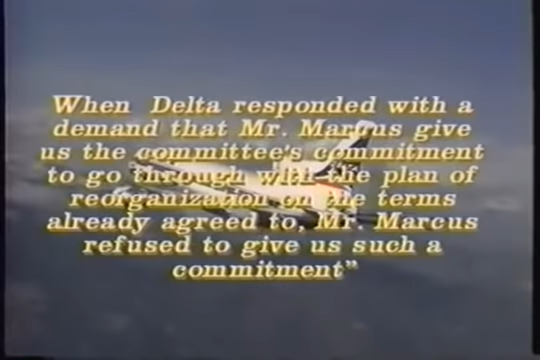 When Delta responded with a
demand that Mr. Marcus give
us the committee's commitment
to go through with the plan of
reorganization on the terms
already agreed to, Mr. Marcus
refused to give us such a
commitment”